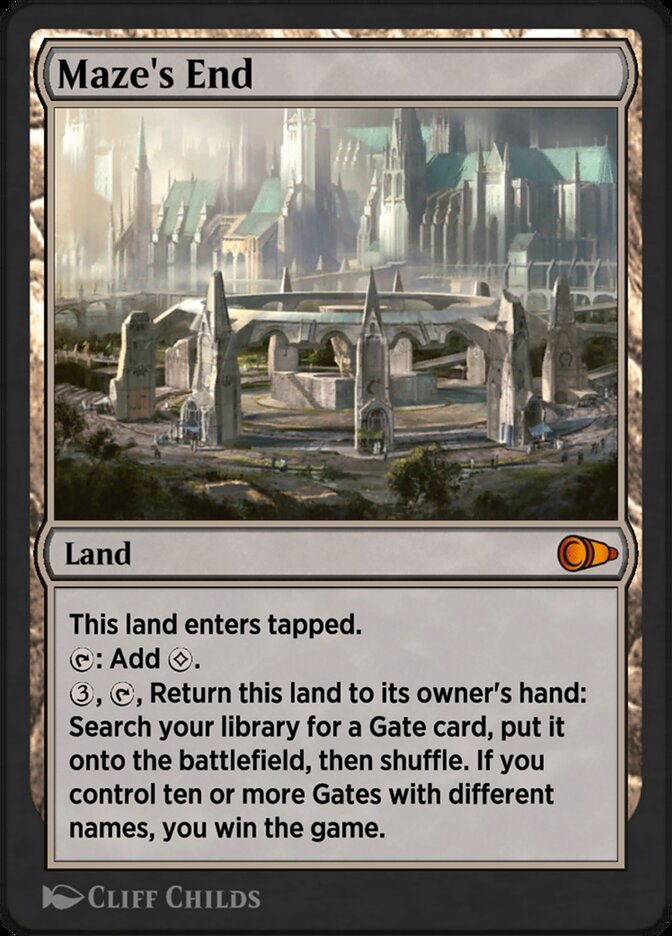 Maze's End
Land
This land enters tapped.
: Add .
3, , Return this land to its owner's hand:
Search your library for a Gate card, put it
onto the battlefield, then shuffle. If you
control ten or more Gates with different
names, you win the game.
Cliff Childs